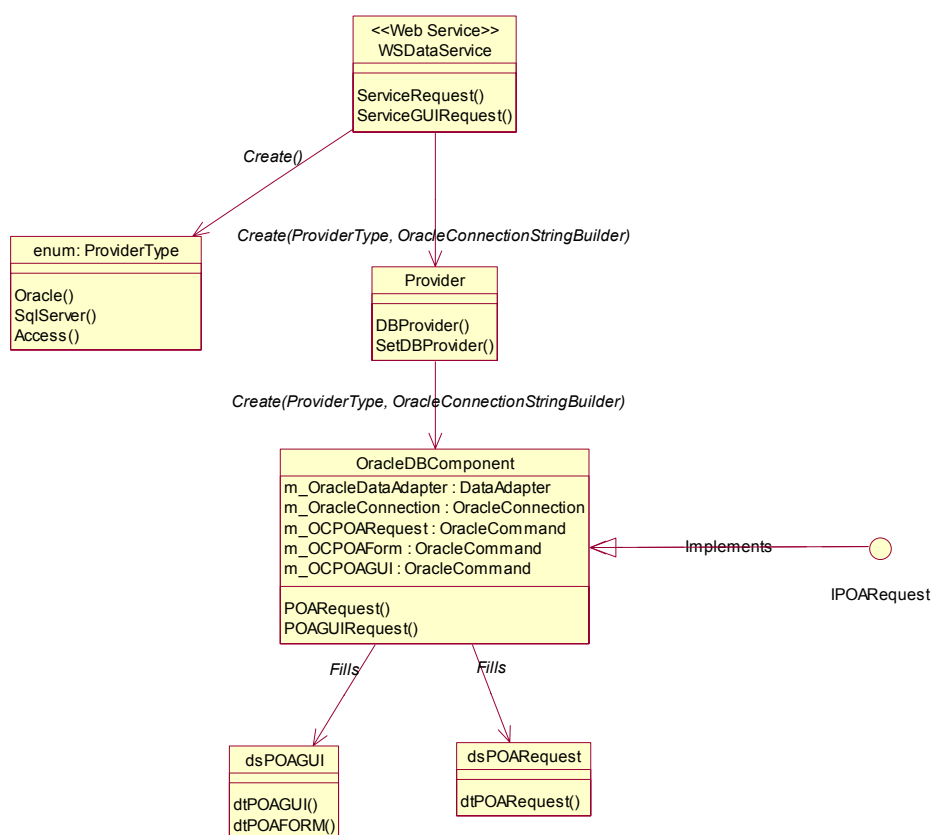 <<Web Service>>
WSDataService
ServiceRequest()
ServiceGUIRequest()
Create()
Create(ProviderType, OracleConnectionStringBuilder)
enum: ProviderType
Oracle()
SqlServer()
Access()
Provider
DBProvider()
SetDBProvider()
Create(ProviderType, OracleConnectionStringBuilder)
OracleDBComponent
m_OracleDataAdapter : DataAdapter
m_OracleConnection : OracleConnection
m_OCPOARequest : OracleCommand
m_OCPOAForm : OracleCommand
m_OCPOAGUI : OracleCommand
POARequest()
POAGUIRequest()
Implements
IPOARequest
Fills
Fills
dsPOAGUI
dtPOAGUI()
dtPOAFORM()
dsPOARequest
dtPOARequest()